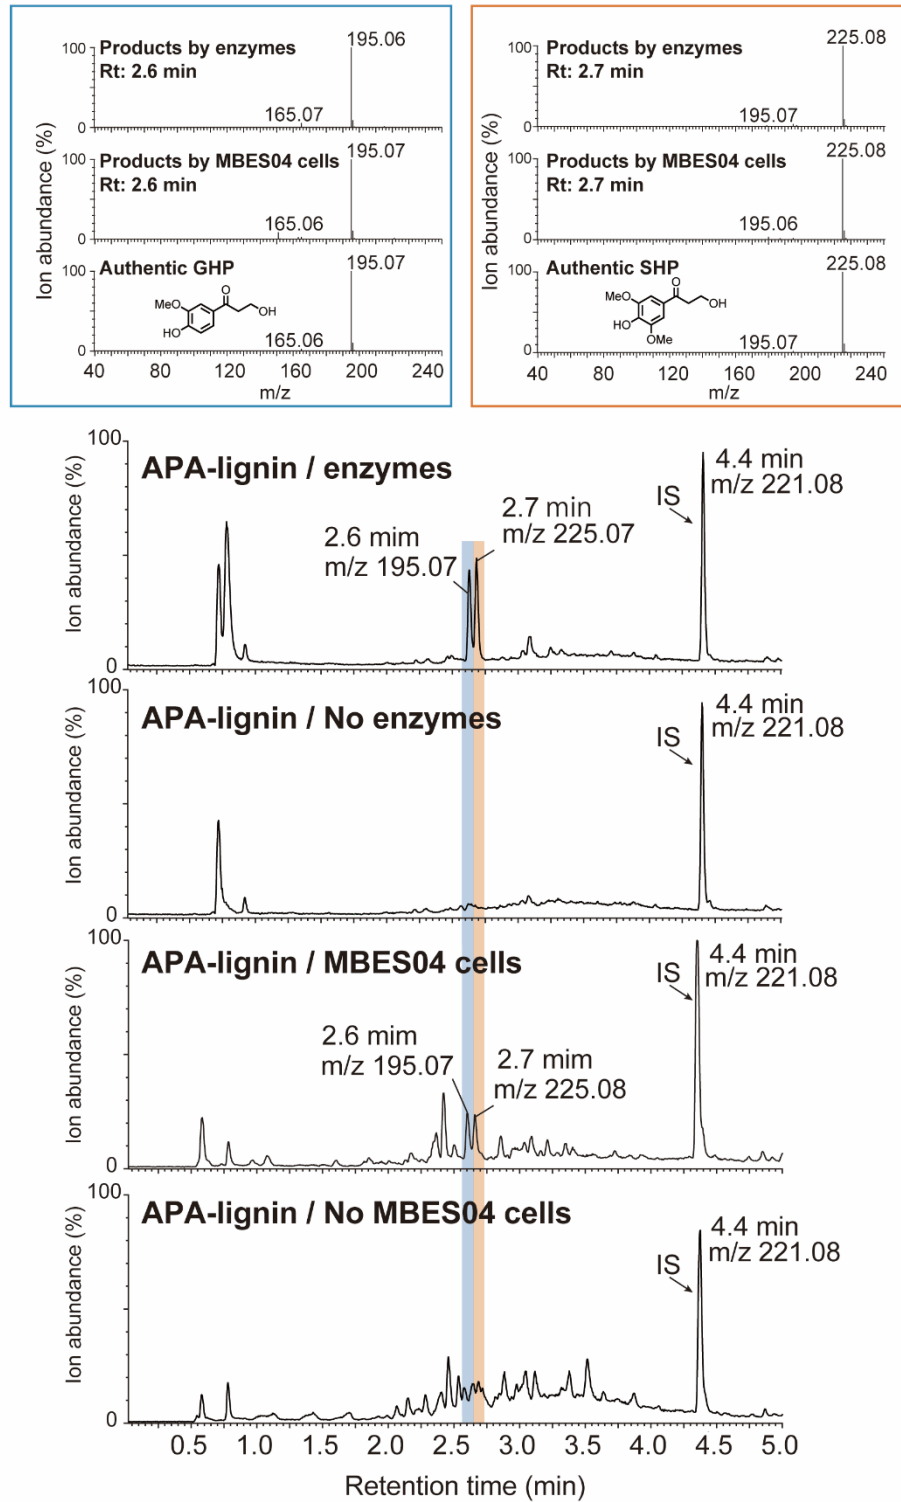 100
Products by enzymes
Rt: 2.6 min
195.06
165.07
0
100
Products by MBES04 cells
Rt: 2.6 min
195.07
165.06
0
100
Authentic GHP
195.07
O
MeO
OH
HO
165.06
0
40 80 120 160 200 240
m/z
Ion abundance (%)
100
Products by enzymes
Rt: 2.7 min
225.08
195.07
0
100
Products by MBES04 cells
Rt: 2.7 min
225.08
195.06
0
100
Authentic SHP
225.08
O
MeO
OH
HO
OMe
195.07
0
40 80 120 160 200 240
m/z
Ion abundance (%)
100
APA-lignin / enzymes
2.6 mim
m/z 195.07
2.7 min
m/z 225.07
IS
4.4 min
m/z 221.08
0
Ion abundance (%)
100
APA-lignin / No enzymes
IS
4.4 min
m/z 221.08
0
Ion abundance (%)
100
APA-lignin / MBES04 cells
2.6 mim
m/z 195.07
2.7 mim
m/z 225.08
IS
4.4 min
m/z 221.08
0
Ion abundance (%)
100
APA-lignin / No MBES04 cells
IS
4.4 min
m/z 221.08
0
Ion abundance (%)
0.5 1.0 1.5 2.0 2.5 3.0 3.5 4.0 4.5 5.0
Retention time (min)